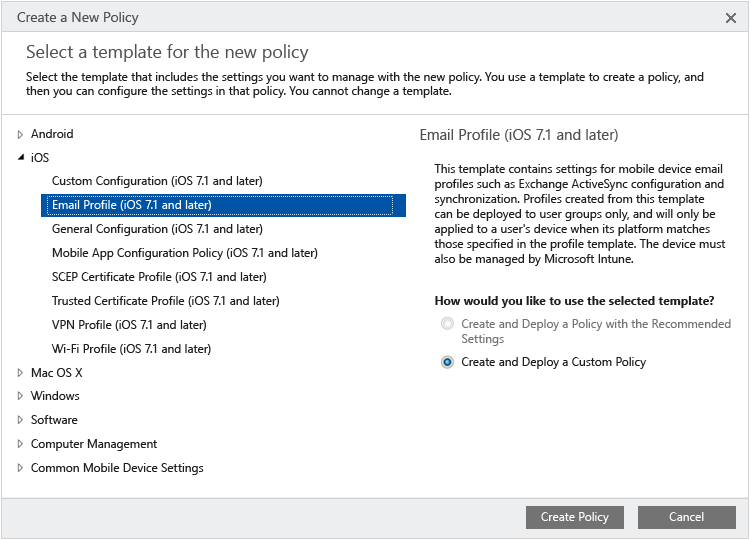 Create a New Policy
Select a template for the new policy
Select the template that includes the settings you want to manage with the new policy. You use a template to create a policy, and
then you can configure the settings in that policy. You cannot change a template.
Android
iOS
Custom Configuration (iOS 7.1 and later)
Email Profile (iOS 7.1 and later)
General Configuration (iOS 7.1 and later)
Mobile App Configuration Policy (iOS 7.1 and later)
SCEP Certificate Profile (iOS 7.1 and later)
Trusted Certificate Profile (iOS 7.1 and later)
VPN Profile (iOS 7.1 and later)
Wi-Fi Profile (iOS 7.1 and later)
Mac OS X
Windows
Software
Computer Management
Common Mobile Device Settings
Email Profile (iOS 7.1 and later)
This template contains settings for mobile device email
profiles such as Exchange ActiveSync configuration and
synchronization. Profiles created from this template
can be deployed to user groups only, and will only be
applied to a user's device when its platform matches
those specified in the profile template. The device must
also be managed by Microsoft Intune.
How would you like to use the selected template?
Create and Deploy a Policy with the Recommended
Settings
Create and Deploy a Custom Policy
Create Policy
Cancel